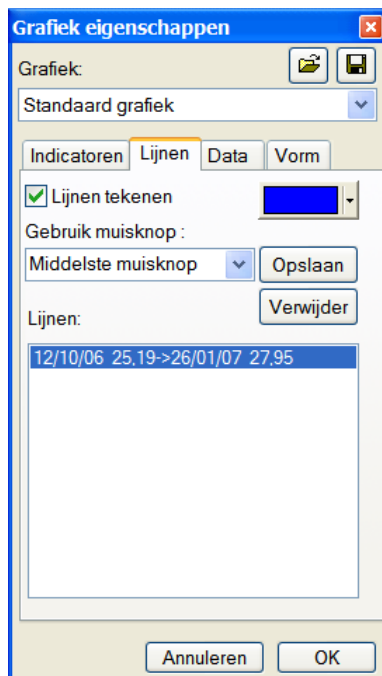 Grafiek eigenschappen
Grafiek:
Standaard grafiek
Indicatoren Lijnen Data Vorm
Lijnen tekenen
Gebruik muisknop :
Middelste muisknop Opslaan
Verwijder
Lijnen:
12/10/06 25,19->26/01/07 27,95
Annuleren OK